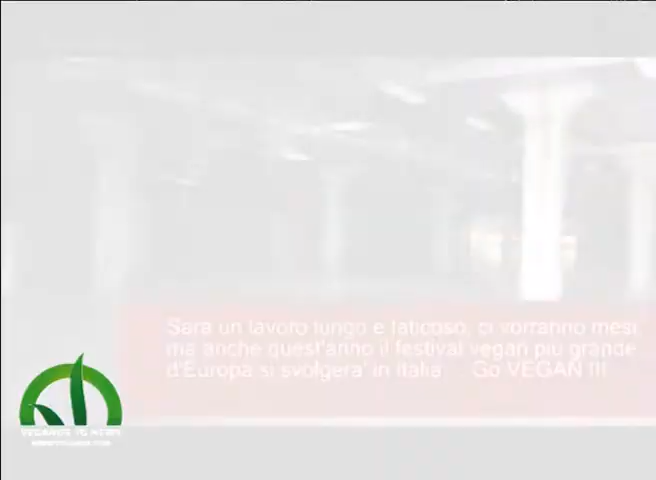 Sara un lavoro lungo e faticoso, ci vorranno mesi,
ma anche quest'anno il festival vegan piu grande
d'Europa si svolgera' in Italia Go VEGAN !!!